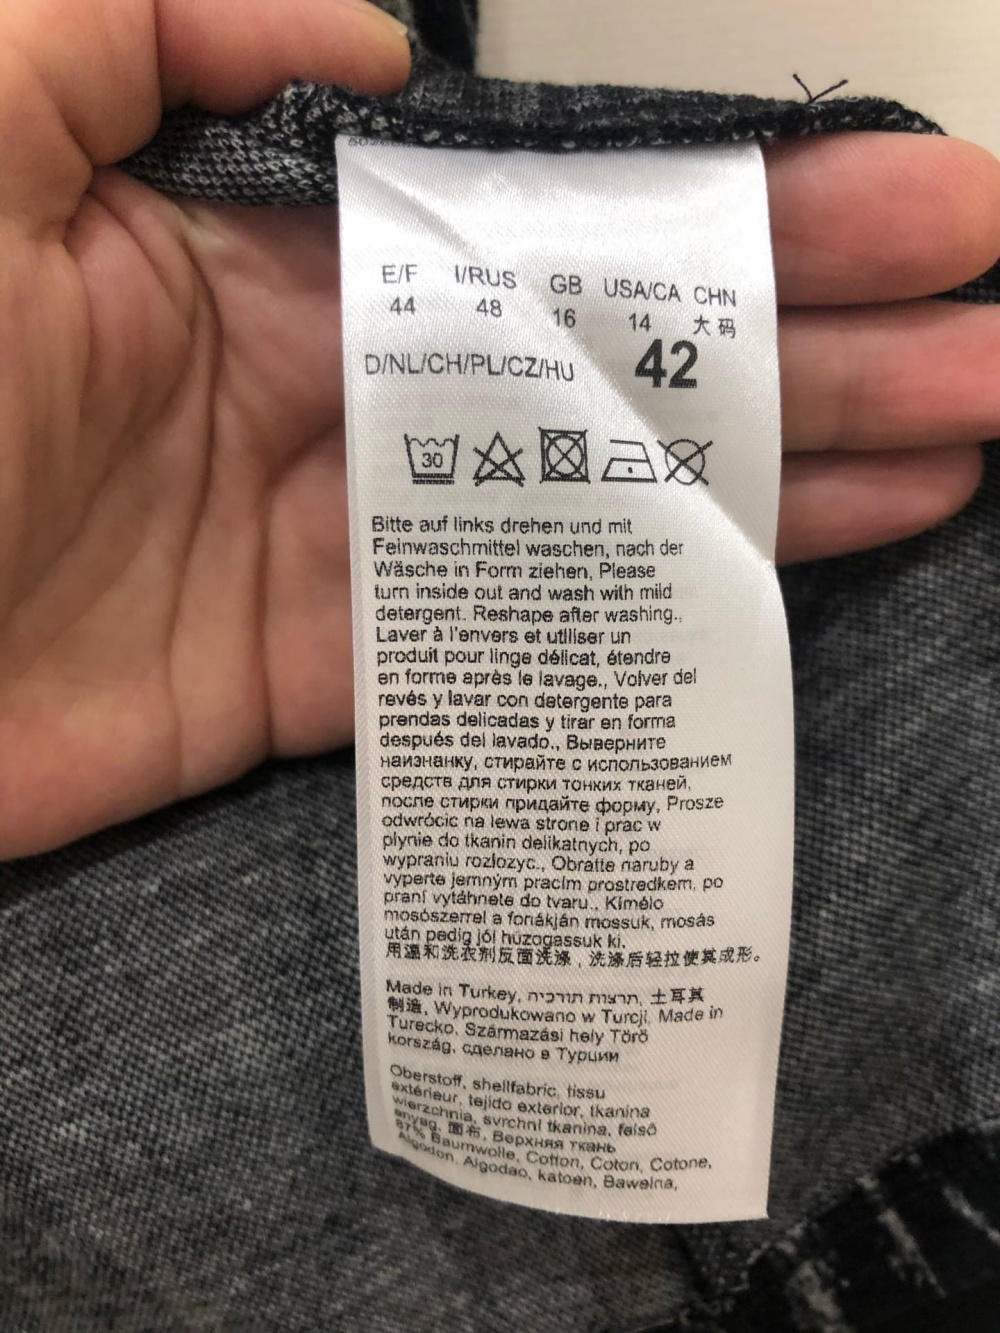 E/F I/RUS GB USA/CA CHN
44 48 16 14 大码
D/NL/CH/PL/CZ/HU 42
30
Bitte auf links drehen und mit
Feinwaschmittel waschen, nach der
Wäsche in Form ziehen, Please
turn inside out and wash with mild
detergent. Reshape after washing.,
Laver à l'envers et utiliser un
produit pour linge délicat, étendre
en forme après le lavage., Volver del
revés y lavar con detergente para
prendas delicadas y tirar en forma
después del lavado., Выверните
наизнанку, стирайте с использованием
средств для стирки тонких тканей,
после стирки придайте форму, Prosze
odwrócic na lewa strone i prac w
plynie do tkanin delikatnych, po
wypraniu rozlozyc., Obratte naruby a
vyperte jemným pracím prostredkem, po
praní vytáhnete do tvaru., Kímélo
mosószerrel a fonákján mossuk, mosás
után pedig jól húzogassuk ki.
用温和洗衣剂反面洗涤，洗涤后轻拉使其成形。
Made in Turkey, תוצרת תורכיה, 土耳其
制造, Wyprodukowano w Turcji, Made in
Turecko, Származási hely Törö
kország, сделано в Турции
Oberstoff, shellfabric, tissu
extérieur, tejido exterior, tkanina
wierzchnia, svrchní tkanina, felsö
anyag, 面布, Верхняя ткань
87% Baumwolle, Cotton, Coton, Cotone,
Algodon, Algodao, katoen, Bawelna,